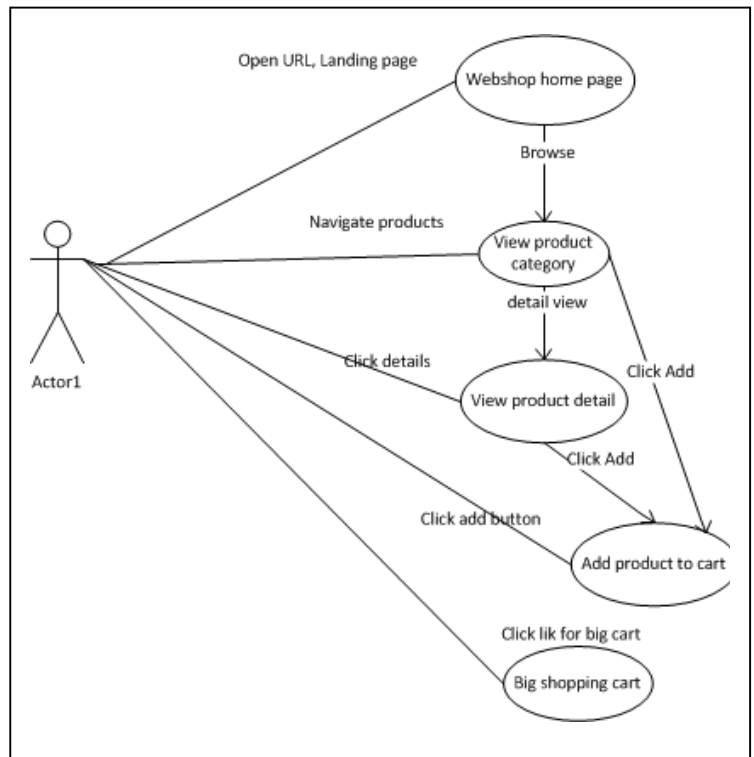 Open URL, Landing page
Webshop home page
Browse
Navigate products
View product
category
detail view
Actor1
Click details
Click Add
View product detail
Click Add
Click add button
Add product to cart
Click lik for big cart
Big shopping cart